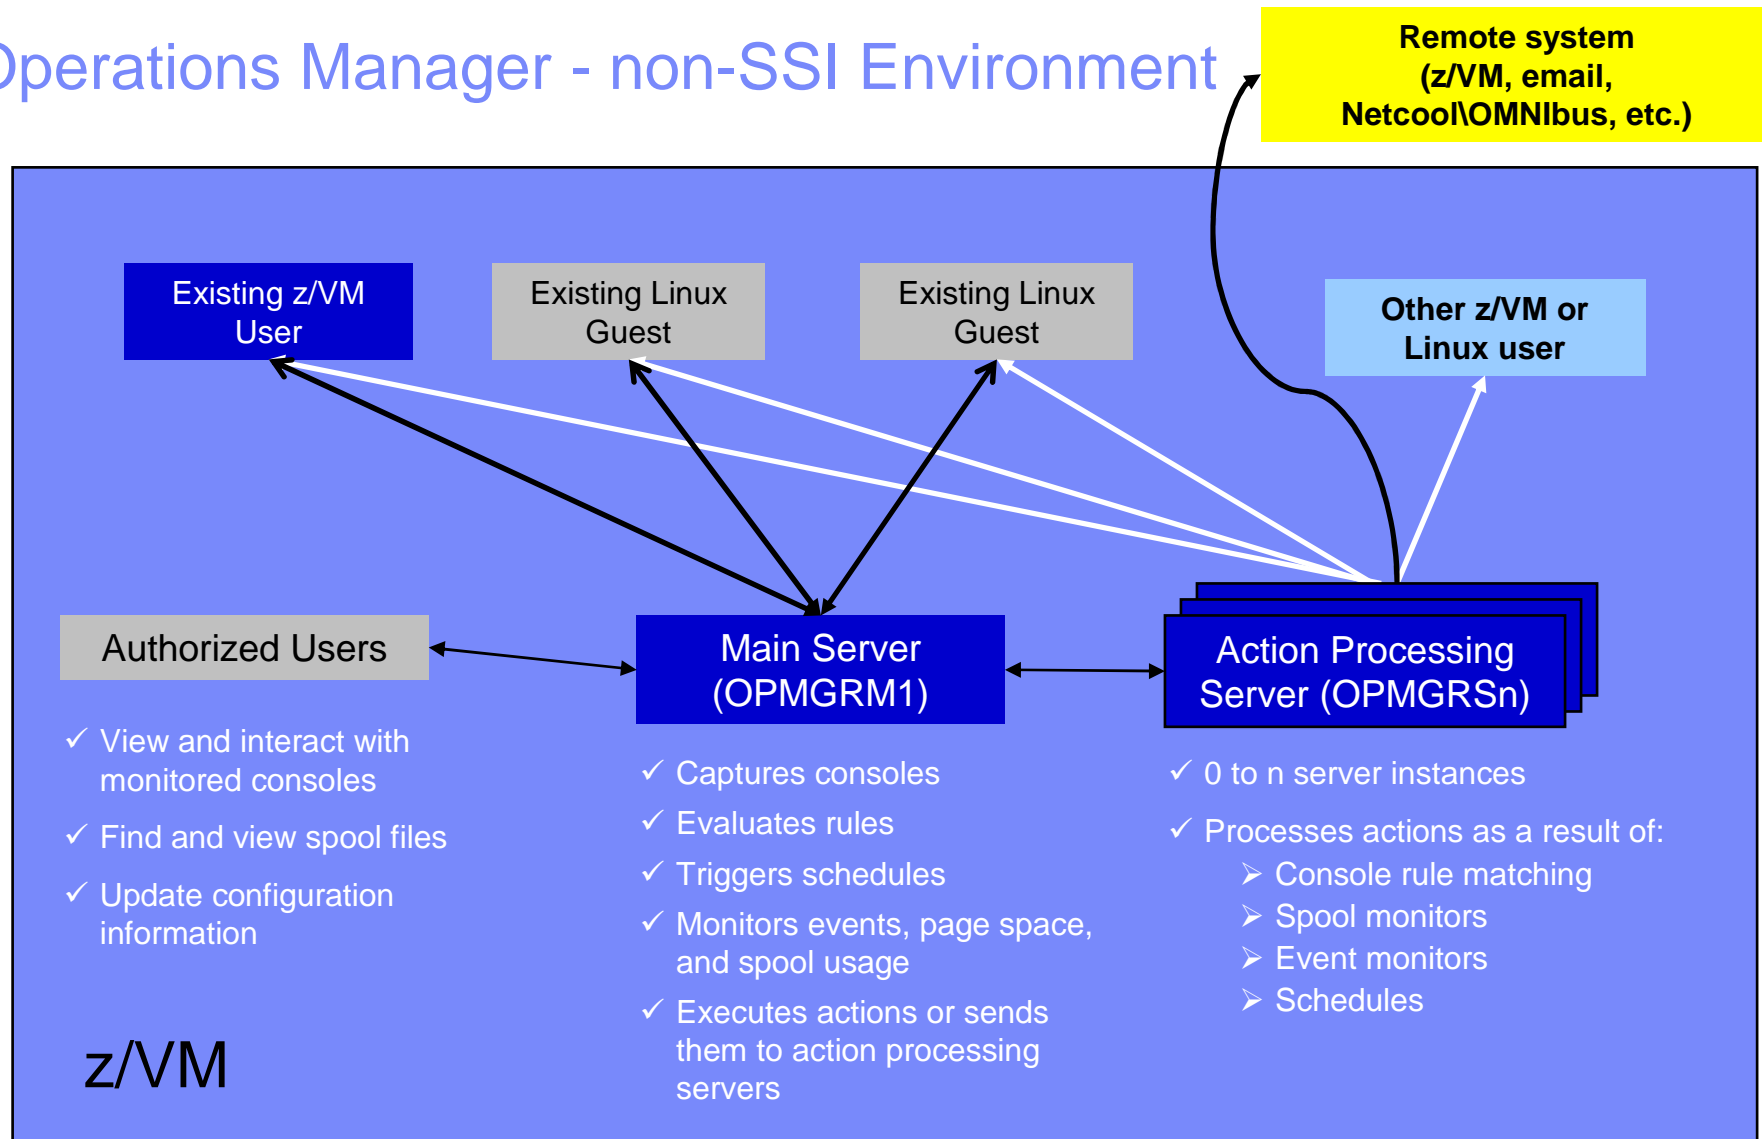 Operations Manager - non-SSI Environment
Remote system
(z/VM, email,
Netcool\OMNIbus, etc.)
Existing z/VM
User
Existing Linux
Guest
Existing Linux
Guest
Other z/VM or
Linux user
Authorized Users
Main Server
(OPMGRM1)
Action Processing
Server (OPMGRSn)
✓ View and interact with
monitored consoles
✓ Find and view spool files
✓ Update configuration
information
✓ Captures consoles
✓ Evaluates rules
✓ Triggers schedules
✓ Monitors events, page space,
and spool usage
✓ Executes actions or sends
them to action processing
servers
✓ 0 to n server instances
✓ Processes actions as a result of:
➢ Console rule matching
➢ Spool monitors
➢ Event monitors
➢ Schedules
z/VM